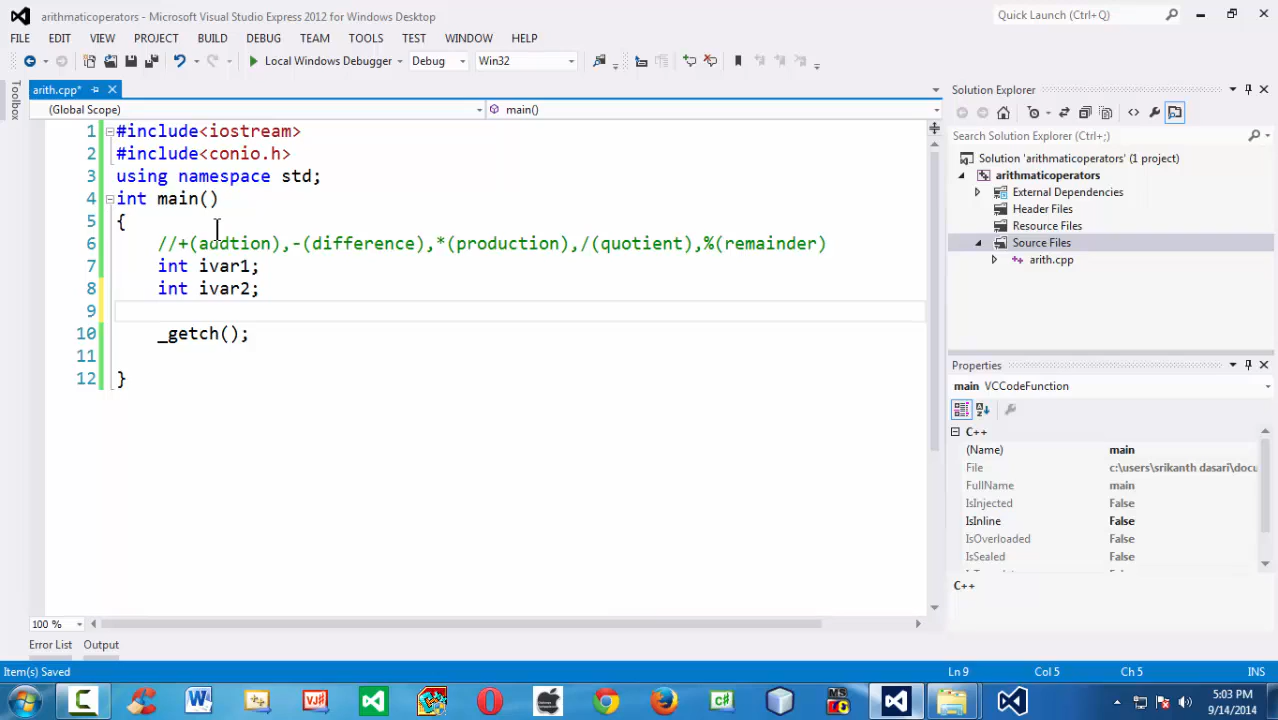 arithmaticoperators - Microsoft Visual Studio Express 2012 for Windows Desktop
Quick Launch (Ctrl+Q)
FILE EDIT VIEW PROJECT BUILD DEBUG TEAM TOOLS TEST WINDOW HELP
Local Windows Debugger Debug Win32
Toolbox
arith.cpp*
(Global Scope) main()
1 #include<iostream>
2 #include<conio.h>
3 using namespace std;
4 int main()
5 {
6 //+(addtion),-(difference),*(production),/(quotient),%(remainder)
7 int ivar1;
8 int ivar2;
9
10 _getch();
11
12 }
100 %
Error List Output
Solution Explorer
Search Solution Explorer (Ctrl+;)
Solution 'arithmaticoperators' (1 project)
arithmaticoperators
External Dependencies
Header Files
Resource Files
Source Files
arith.cpp
Properties
main VCCodeFunction
C++
(Name) main
File c:\users\srikanth dasari\docu
FullName main
IsInjected False
IsInline False
IsOverloaded False
IsSealed False
False
C++
Item(s) Saved Ln 9 Col 5 Ch 5 INS
5:03 PM
9/14/2014